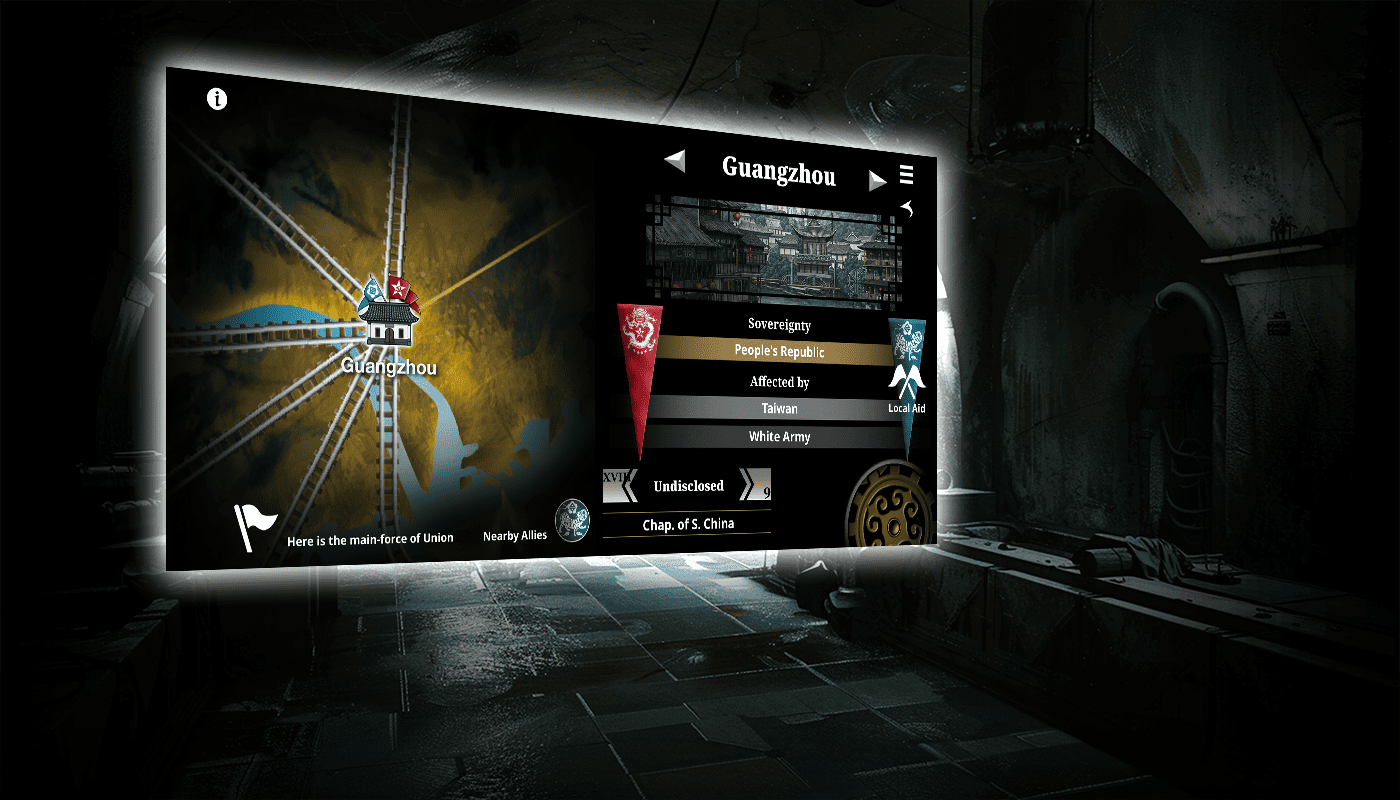 i
Guangzhou
Sovereignty
People's Republic
Affected by
Taiwan
White Army
Local Aid
Guangzhou
XVIII
Undisclosed
9
Chap. of S. China
Here is the main-force of Union
Nearby Allies